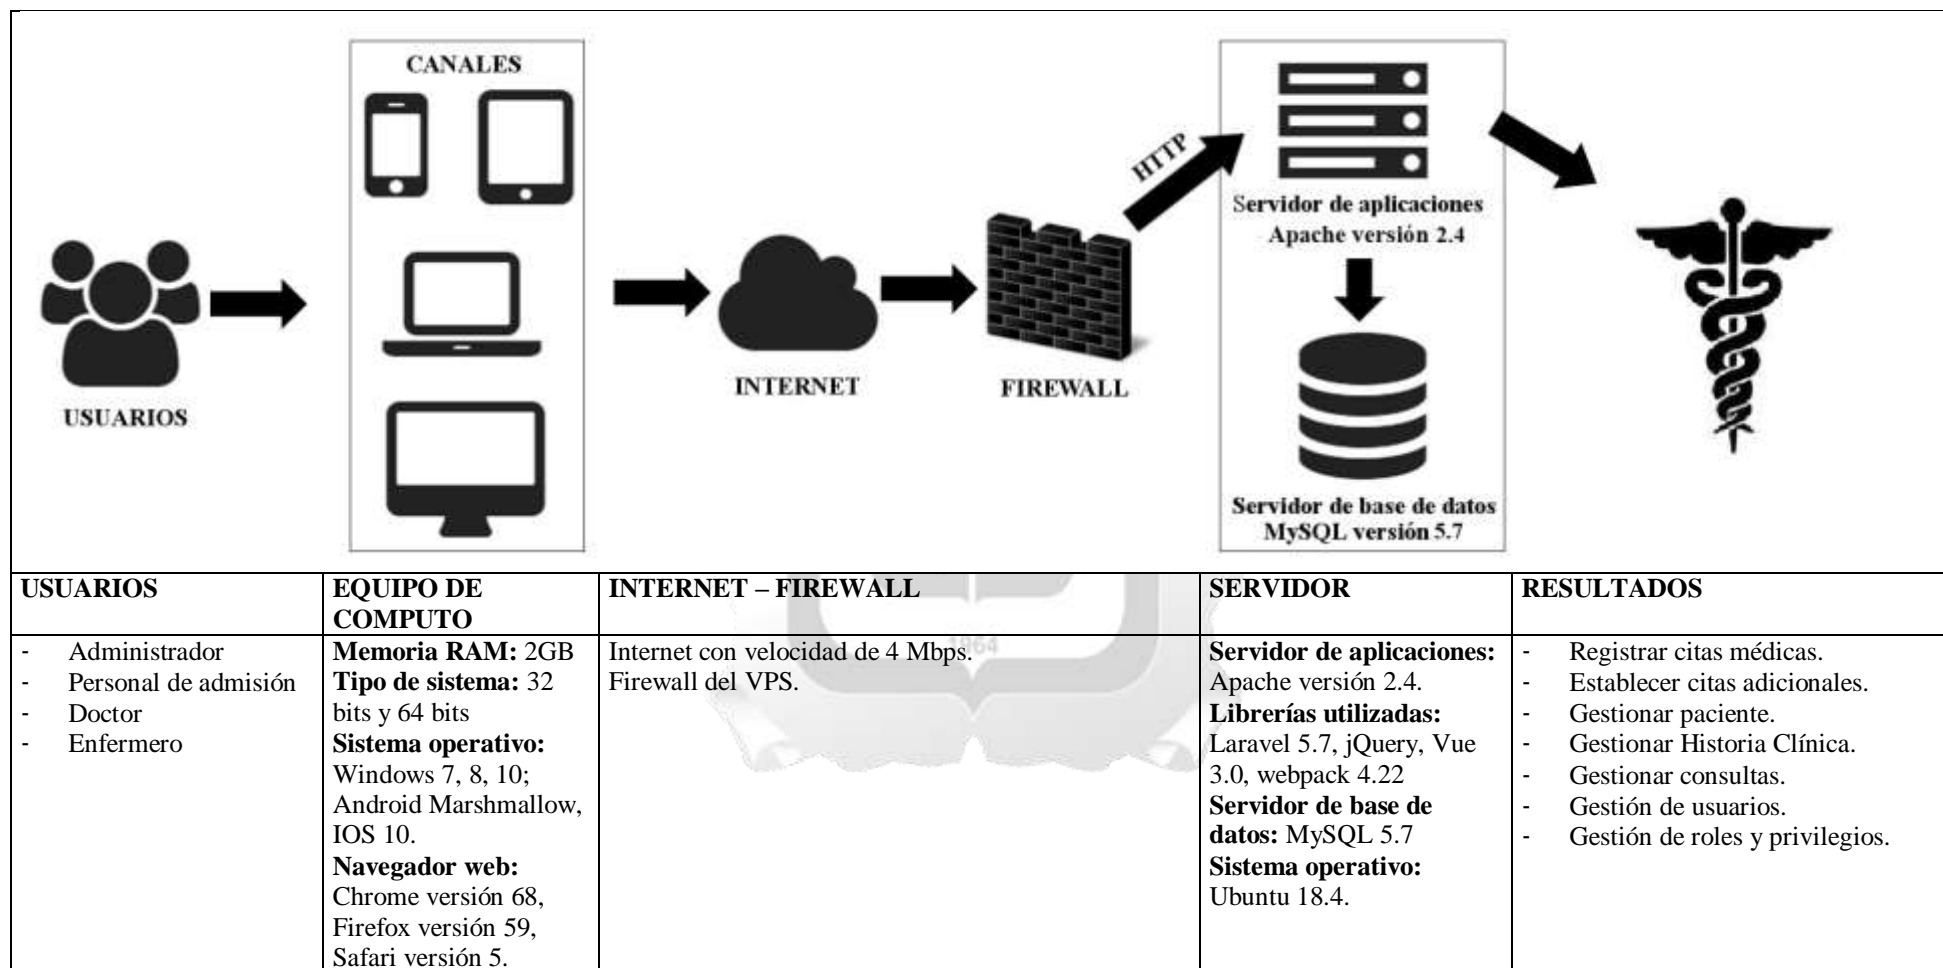 CANALES
HTTP
Servidor de aplicaciones
Apache versión 2.4
USUARIOS
INTERNET
FIREWALL
Servidor de base de datos
MySQL versión 5.7
USUARIOS
EQUIPO DE
COMPUTO
INTERNET – FIREWALL
SERVIDOR
RESULTADOS
- Administrador
- Personal de admisión
- Doctor
- Enfermero
Memoria RAM: 2GB
Tipo de sistema: 32
bits y 64 bits
Sistema operativo:
Windows 7, 8, 10;
Android Marshmallow,
IOS 10.
Navegador web:
Chrome versión 68,
Firefox versión 59,
Safari versión 5.
Internet con velocidad de 4 Mbps.
Firewall del VPS.
1964
Servidor de aplicaciones:
Apache versión 2.4.
Librerías utilizadas:
Laravel 5.7, jQuery, Vue
3.0, webpack 4.22
Servidor de base de
datos: MySQL 5.7
Sistema operativo:
Ubuntu 18.4.
- Registrar citas médicas.
- Establecer citas adicionales.
- Gestionar paciente.
- Gestionar Historia Clínica.
- Gestionar consultas.
- Gestión de usuarios.
- Gestión de roles y privilegios.